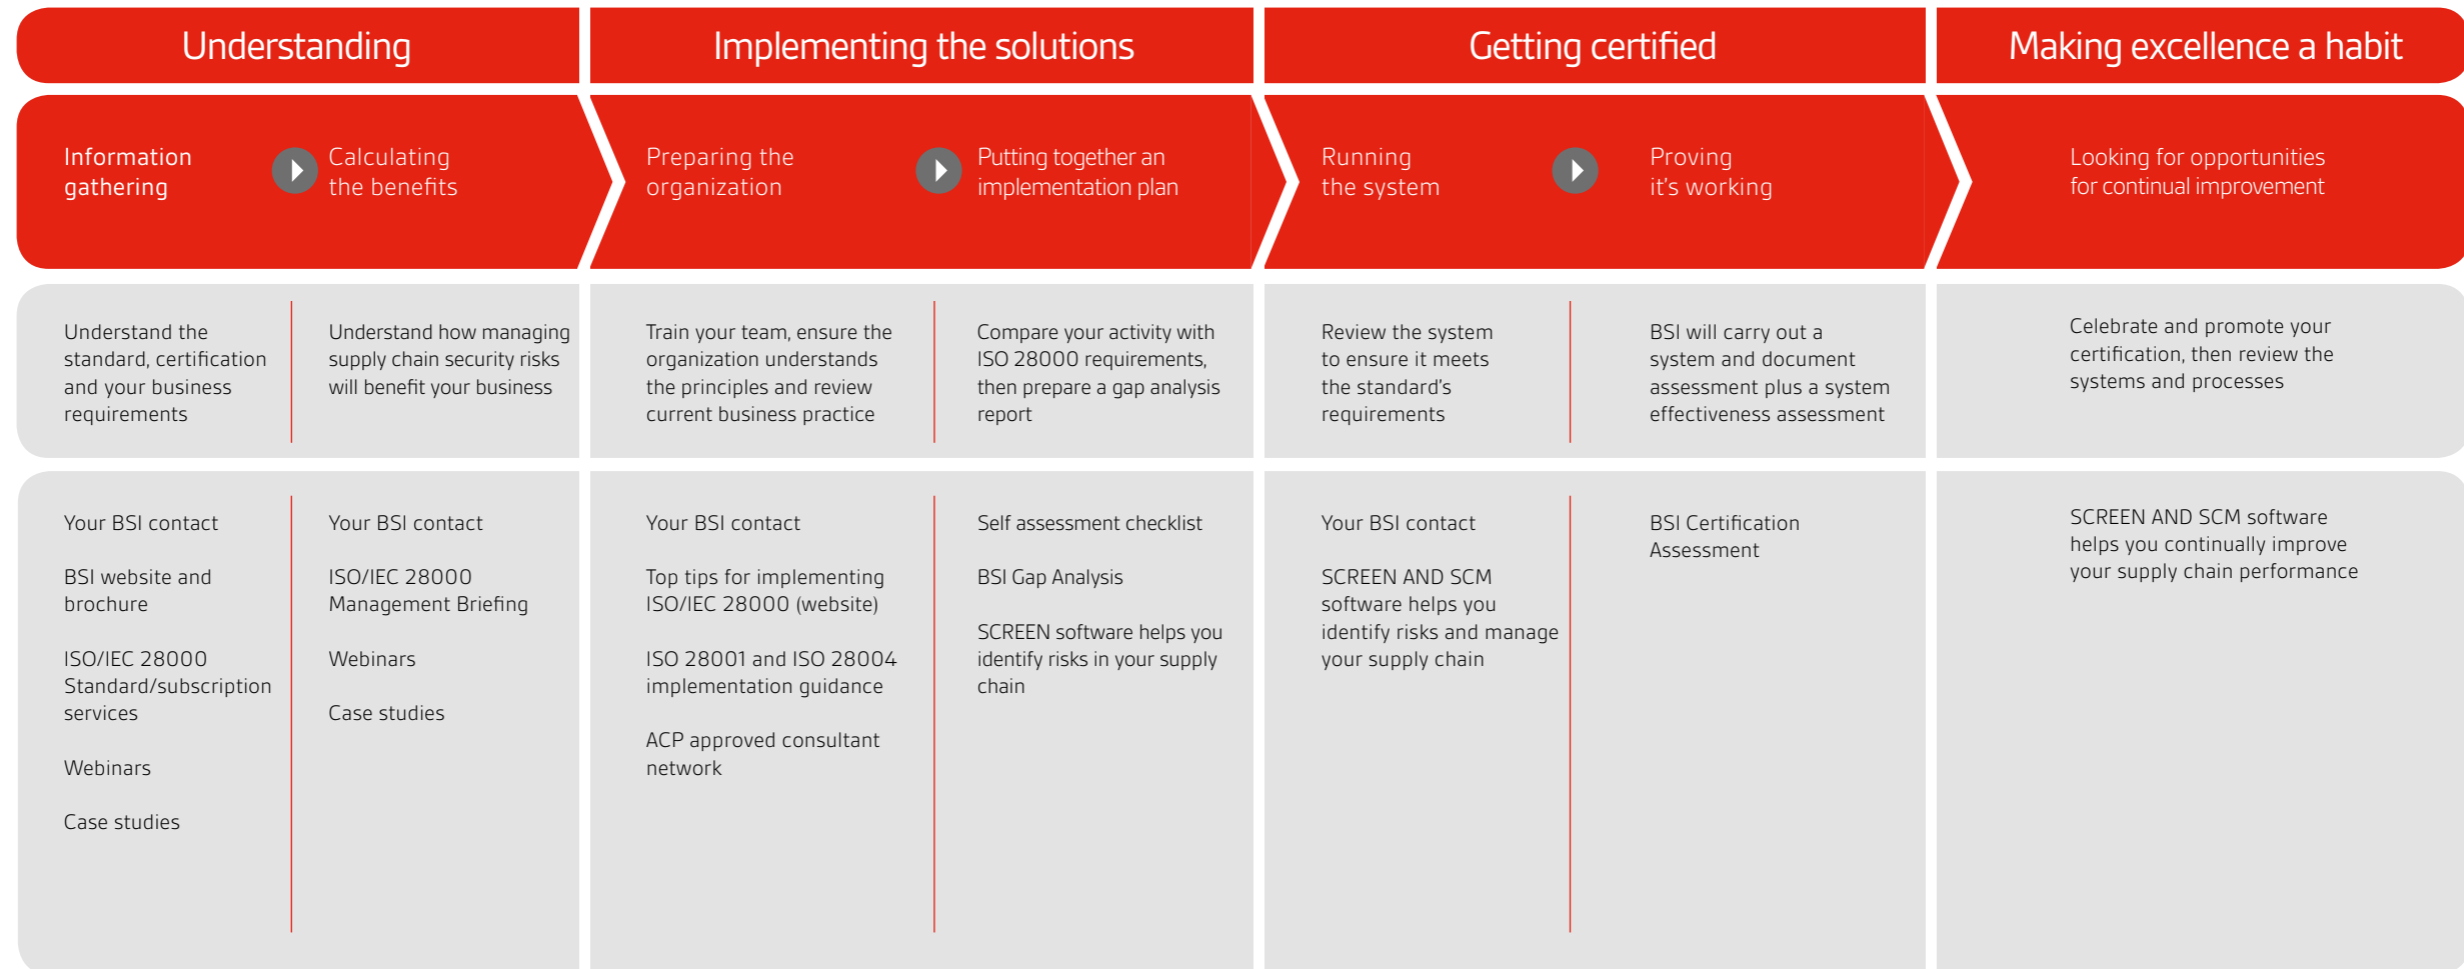 Understanding
Implementing the solutions
Getting certified
Making excellence a habit
Information
gathering
Calculating
the benefits
Preparing the
organization
Putting together an
implementation plan
Running
the system
Proving
it's working
Looking for opportunities
for continual improvement
Understand the
standard, certification
and your business
requirements
Understand how managing
supply chain security risks
will benefit your business
Train your team, ensure the
organization understands
the principles and review
current business practice
Compare your activity with
ISO 28000 requirements,
then prepare a gap analysis
report
Review the system
to ensure it meets
the standard's
requirements
BSI will carry out a
system and document
assessment plus a system
effectiveness assessment
Celebrate and promote your
certification, then review the
systems and processes
Your BSI contact
BSI website and
brochure
ISO/IEC 28000
Standard/subscription
services
Webinars
Case studies
Your BSI contact
ISO/IEC 28000
Management Briefing
Webinars
Case studies
Your BSI contact
Top tips for implementing
ISO/IEC 28000 (website)
ISO 28001 and ISO 28004
implementation guidance
ACP approved consultant
network
Self assessment checklist
BSI Gap Analysis
SCREEN software helps you
identify risks in your supply
chain
Your BSI contact
SCREEN AND SCM
software helps you
identify risks and manage
your supply chain
BSI Certification
Assessment
SCREEN AND SCM software
helps you continually improve
your supply chain performance